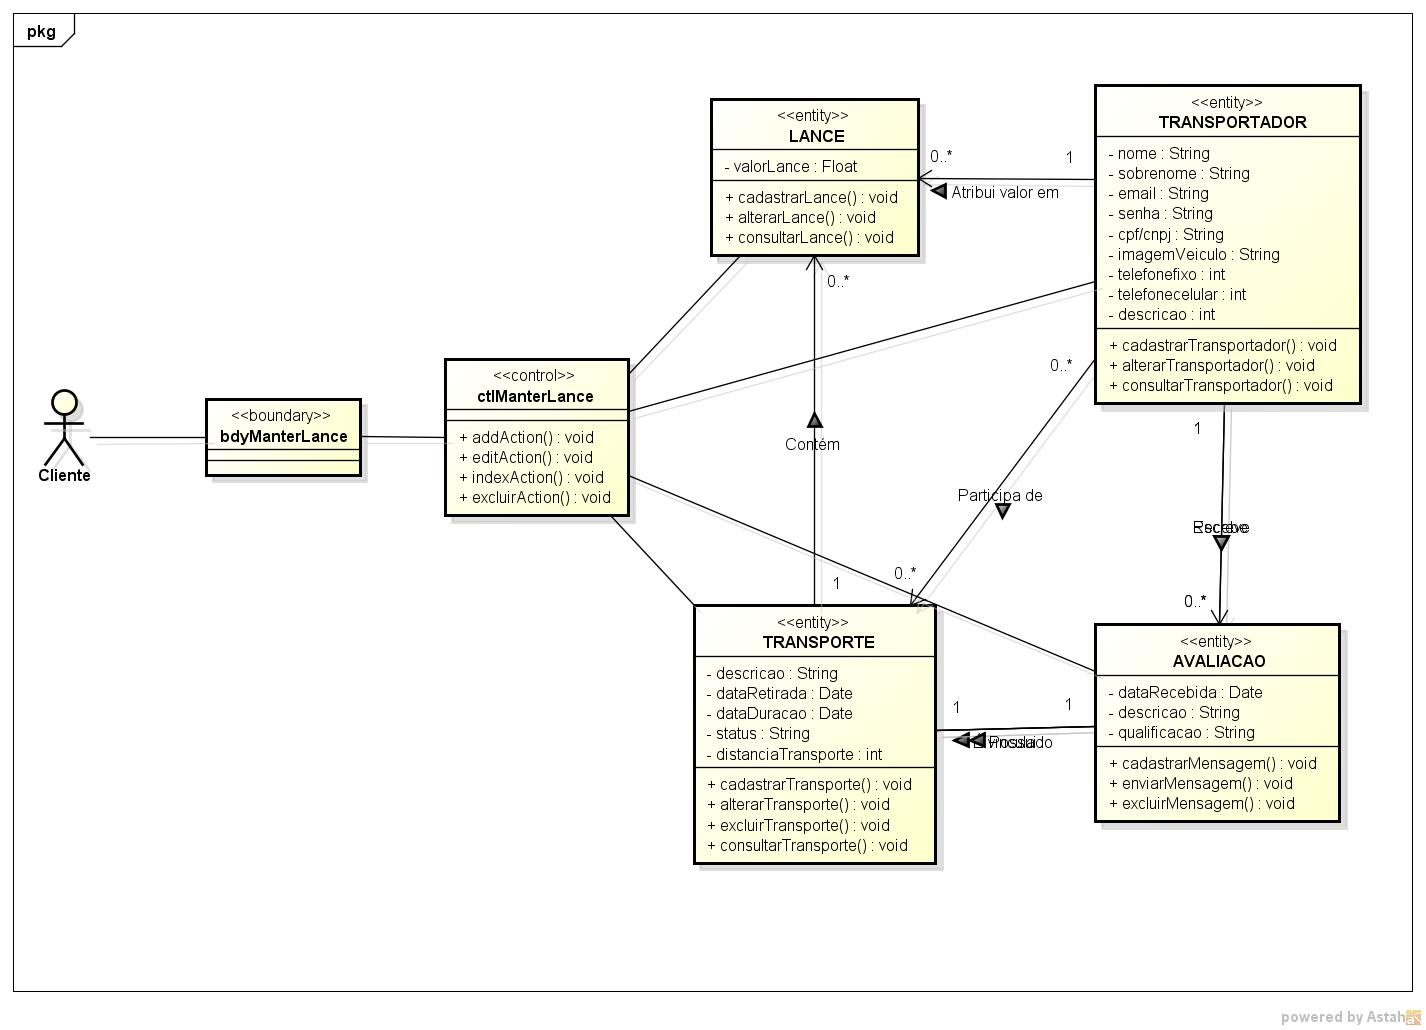 pkg
Cliente
<<boundary>>
bdyManterLance
<<control>>
ctlManterLance
+ addAction() : void
+ editAction() : void
+ indexAction() : void
+ excluirAction() : void
<<entity>>
LANCE
- valorLance : Float
+ cadastrarLance() : void
+ alterarLance() : void
+ consultarLance() : void
0..*
1
Atribui valor em
<<entity>>
TRANSPORTADOR
- nome : String
- sobrenome : String
- email : String
- senha : String
- cpf/cnpj : String
- imagemVeiculo : String
- telefonefixo : int
- telefonecelular : int
- descricao : int
+ cadastrarTransportador() : void
+ alterarTransportador() : void
+ consultarTransportador() : void
0..*
Contém
1
0..*
Participa de
0..*
1
0..*
<<entity>>
TRANSPORTE
- descricao : String
- dataRetirada : Date
- dataDuracao : Date
- status : String
- distanciaTransporte : int
+ cadastrarTransporte() : void
+ alterarTransporte() : void
+ excluirTransporte() : void
+ consultarTransporte() : void
1
1
<<entity>>
AVALIACAO
- dataRecebida : Date
- descricao : String
- qualificacao : String
+ cadastrarMensagem() : void
+ enviarMensagem() : void
+ excluirMensagem() : void
powered by Astah